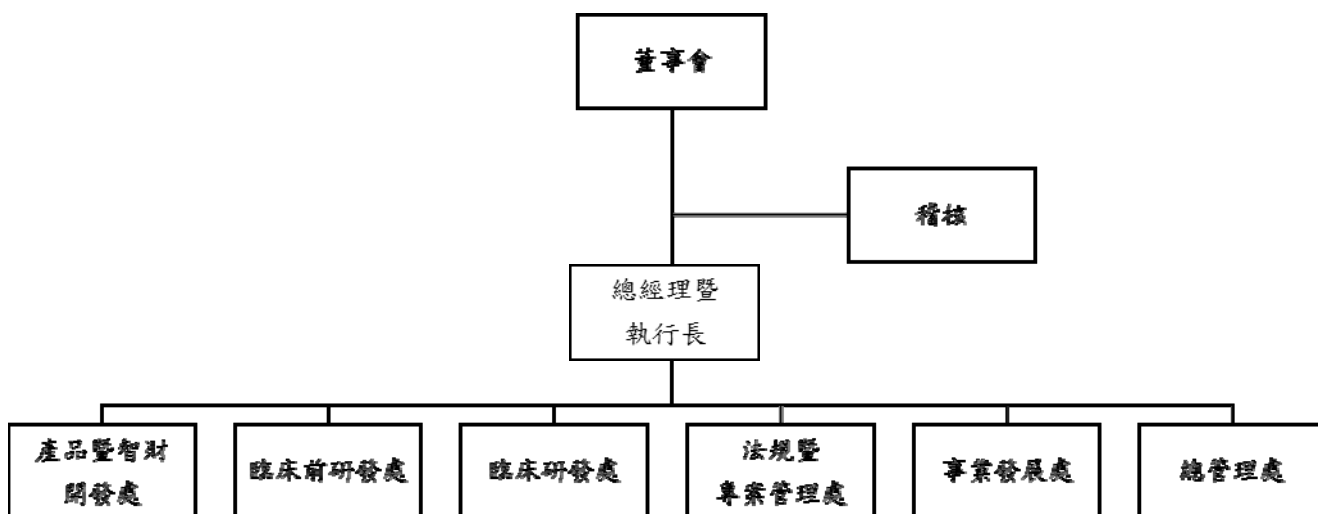 董事會
稽核
總經理暨
執行長
產品暨智財
開發處
臨床前研發處
臨床研發處
法規暨
專案管理處
事業發展處
總管理處